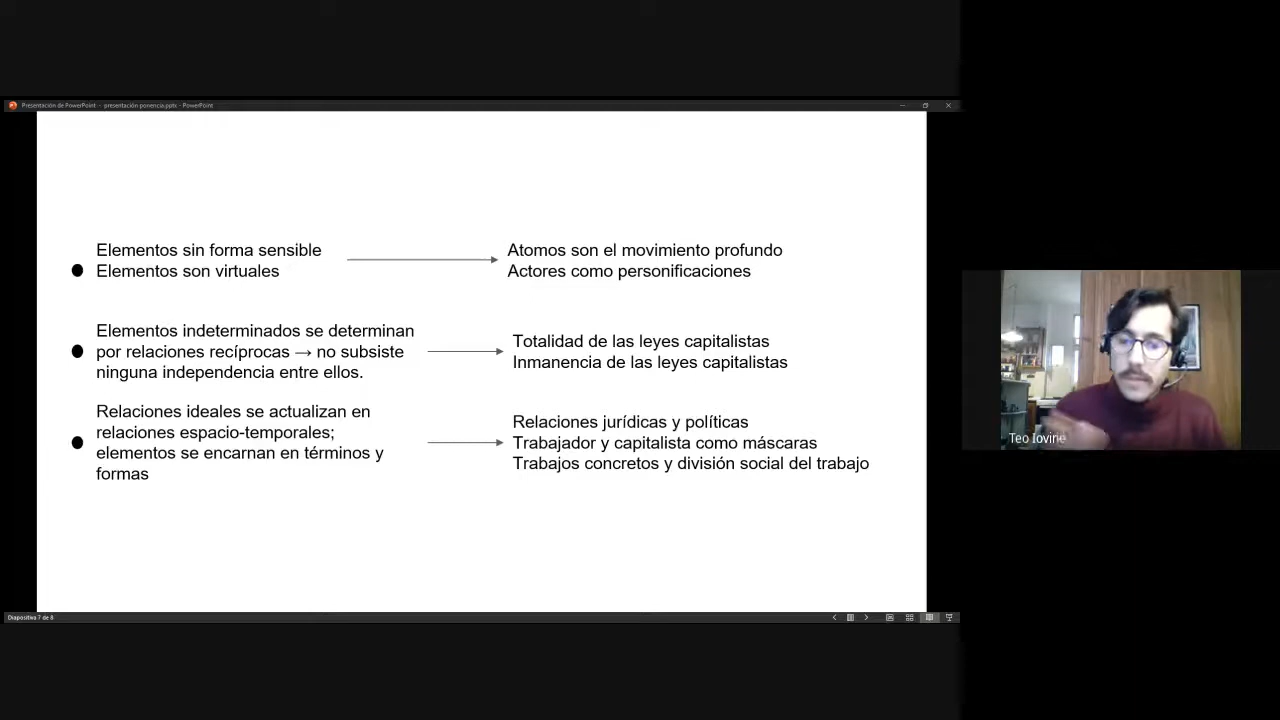 Presentación de PowerPoint - presentación ponencia.pptx - PowerPoint
Elementos sin forma sensible
Elementos son virtuales
Atomos son el movimiento profundo
Actores como personificaciones
Elementos indeterminados se determinan
por relaciones recíprocas → no subsiste
ninguna independencia entre ellos.
Totalidad de las leyes capitalistas
Inmanencia de las leyes capitalistas
Relaciones ideales se actualizan en
relaciones espacio-temporales;
elementos se encarnan en términos y
formas
Relaciones jurídicas y políticas
Trabajador y capitalista como máscaras
Trabajos concretos y división social del trabajo
Teo Iovine
Diapositiva 7 de 8